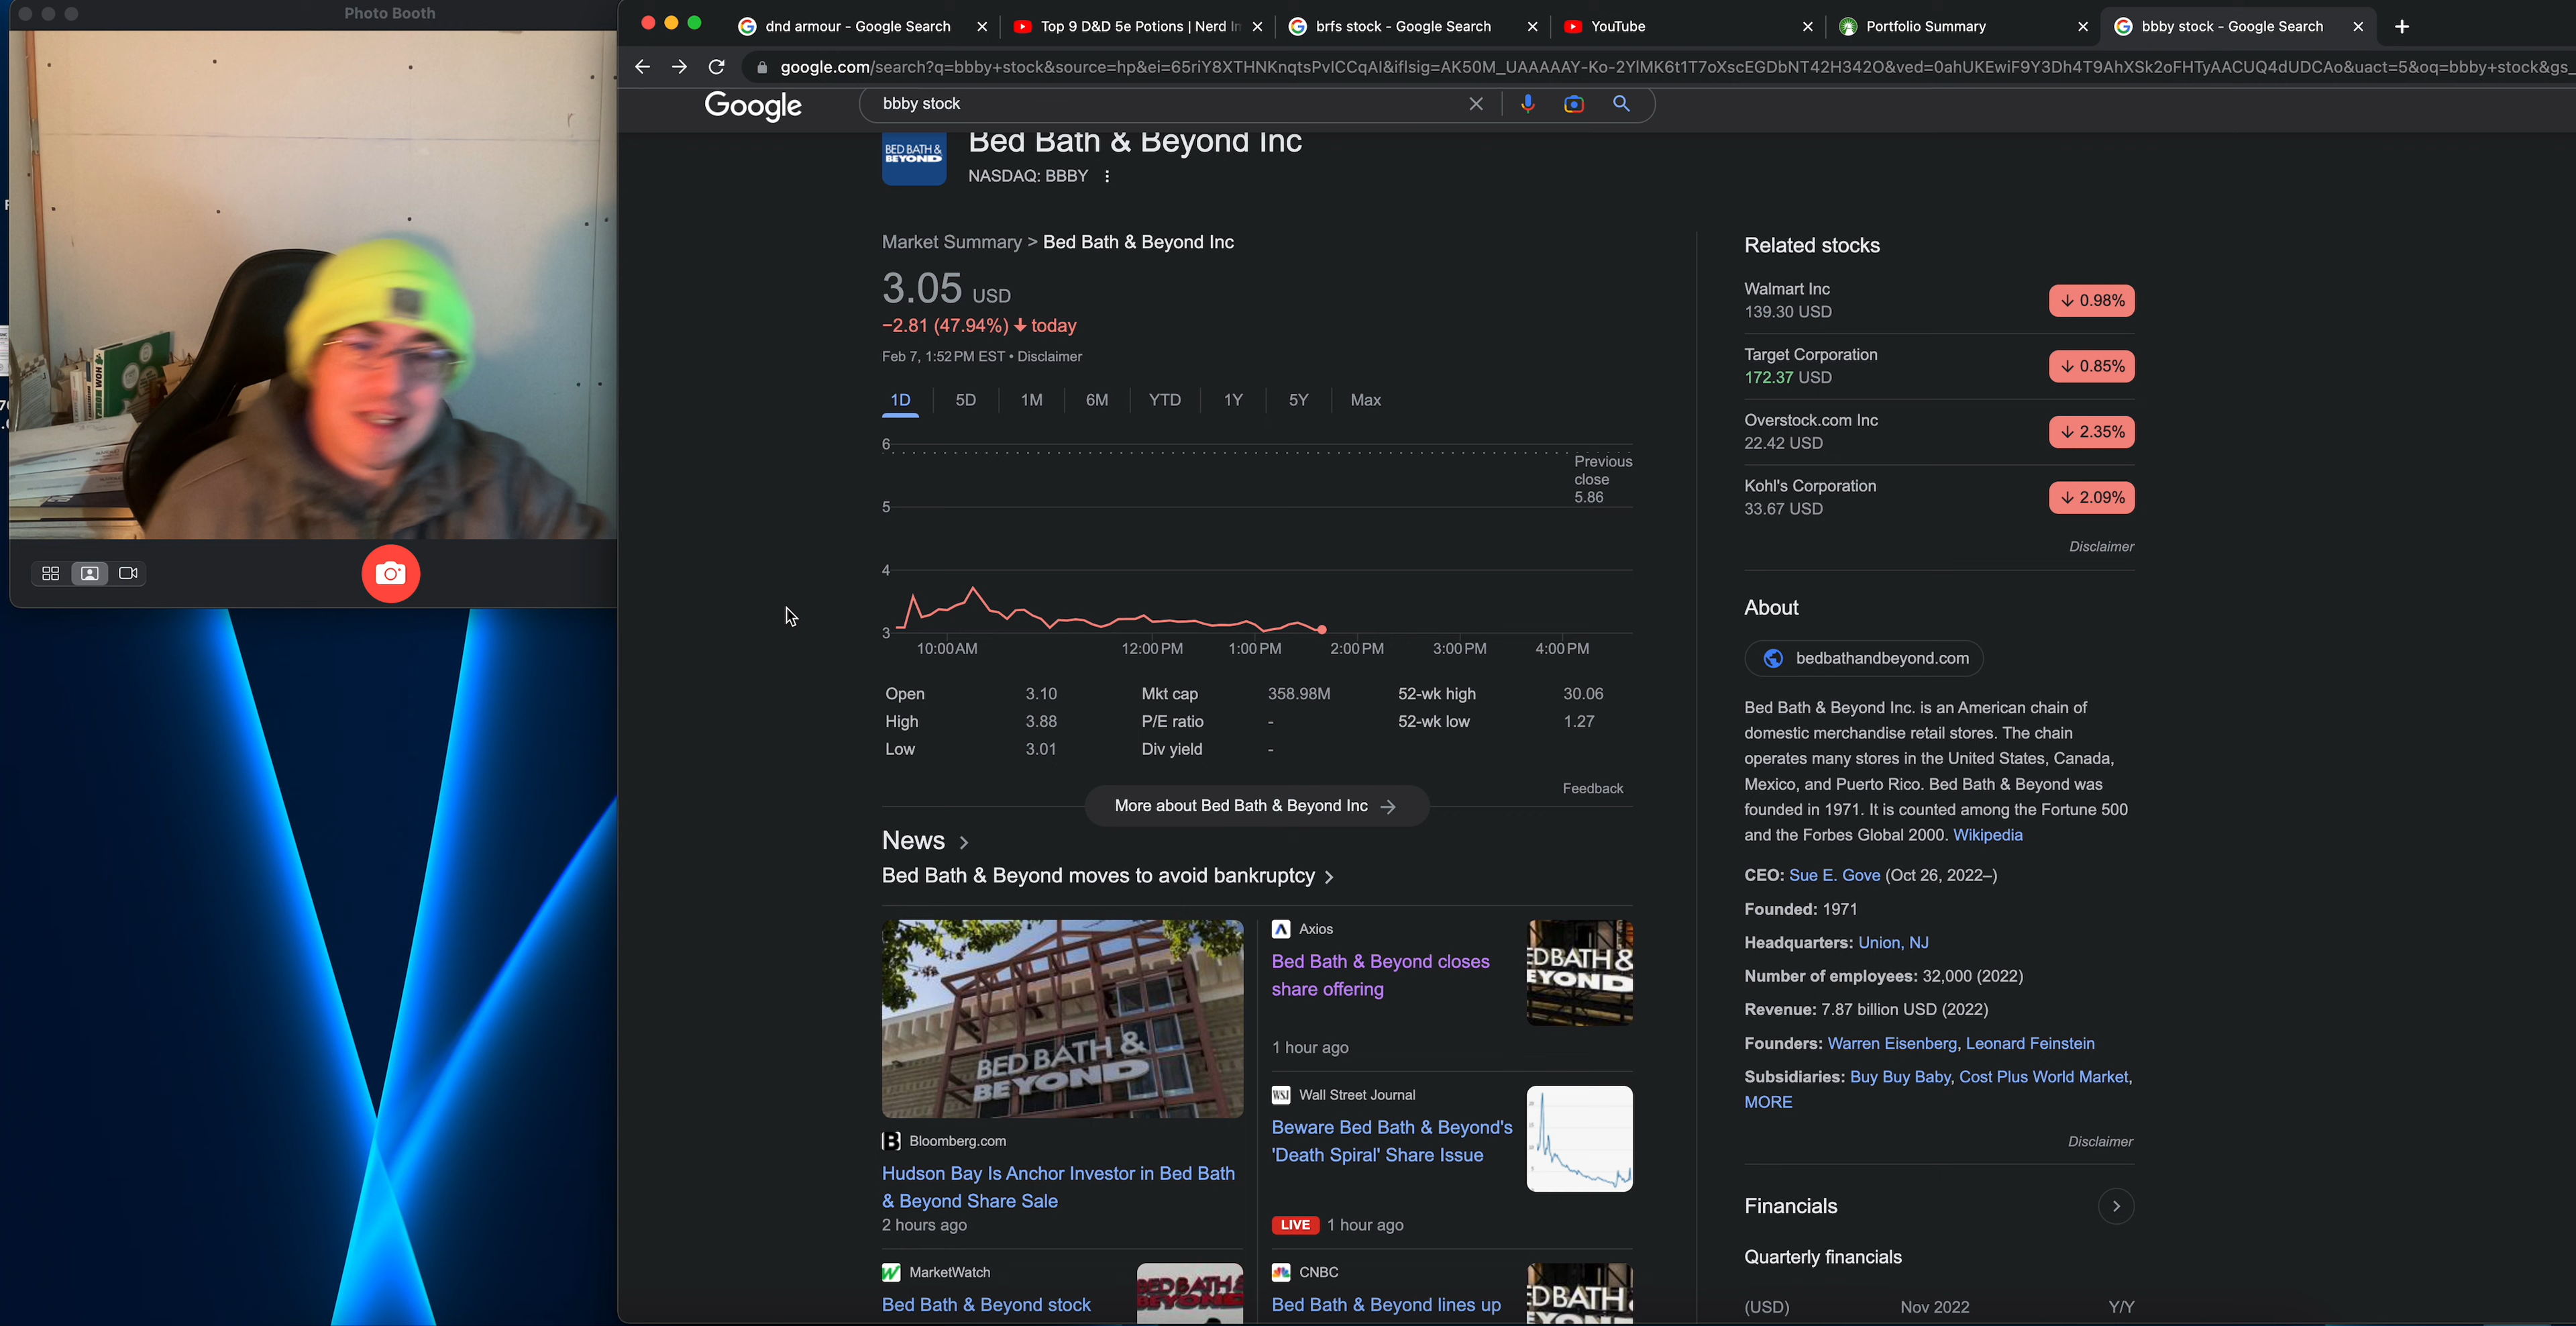 Photo Booth
dnd armour - Google Search
Top 9 D&D 5e Potions | Nerd
brfs stock - Google Search
YouTube
Portfolio Summary
bbby stock - Google Search
google.com/search?q=bbby+stock&source=hp&ei=65riY8XTHNKnqtsPvICCqAI&iflsig=AK50M_UAAAAAY-Ko-2YlMK6t1T7oXscEGDbNT42H342O&ved=0ahUKEwiF9Y3Dh4T9AhXSk2oFHTyAACUQ4dUDCAo&uact=5&oq=bbby+stock&gs_
Google
bbby stock
BED BATH &
BEYOND
Bed Bath & Beyond Inc
NASDAQ: BBBY
Market Summary > Bed Bath & Beyond Inc
3.05 USD
−2.81 (47.94%) today
Feb 7, 1:52 PM EST • Disclaimer
1D 5D 1M 6M YTD 1Y 5Y Max
6
Previous
close
5.86
5
4
3
10:00 AM 12:00 PM 1:00 PM 2:00 PM 3:00 PM 4:00 PM
Open 3.10 Mkt cap 358.98M 52-wk high 30.06
High 3.88 P/E ratio - 52-wk low 1.27
Low 3.01 Div yield -
Feedback
More about Bed Bath & Beyond Inc
News
Bed Bath & Beyond moves to avoid bankruptcy
BED BATH &
BEYOND
Bloomberg.com
Hudson Bay Is Anchor Investor in Bed Bath
& Beyond Share Sale
2 hours ago
MarketWatch
Bed Bath & Beyond stock
Axios
Bed Bath & Beyond closes
share offering
1 hour ago
WSJ
Wall Street Journal
Beware Bed Bath & Beyond's
'Death Spiral' Share Issue
LIVE 1 hour ago
CNBC
Bed Bath & Beyond lines up
Related stocks
Walmart Inc
139.30 USD
0.98%
Target Corporation
172.37 USD
0.85%
Overstock.com Inc
22.42 USD
2.35%
Kohl's Corporation
33.67 USD
2.09%
Disclaimer
About
bedbathandbeyond.com
Bed Bath & Beyond Inc. is an American chain of
domestic merchandise retail stores. The chain
operates many stores in the United States, Canada,
Mexico, and Puerto Rico. Bed Bath & Beyond was
founded in 1971. It is counted among the Fortune 500
and the Forbes Global 2000. Wikipedia
CEO: Sue E. Gove (Oct 26, 2022–)
Founded: 1971
Headquarters: Union, NJ
Number of employees: 32,000 (2022)
Revenue: 7.87 billion USD (2022)
Founders: Warren Eisenberg, Leonard Feinstein
Subsidiaries: Buy Buy Baby, Cost Plus World Market,
MORE
Disclaimer
Financials
Quarterly financials
(USD) Nov 2022 Y/Y